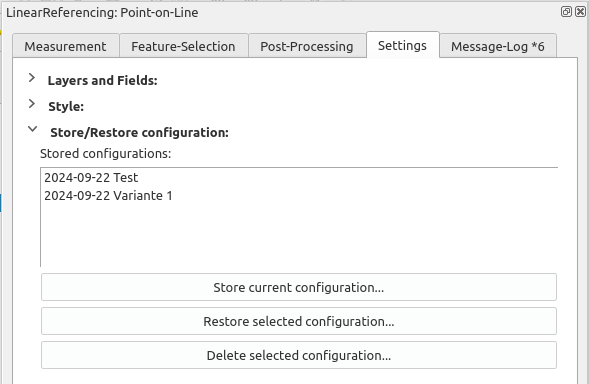 LinearReferencing: Point-on-Line
Measurement Feature-Selection Post-Processing Settings Message-Log *6
Layers and Fields:
Style:
Store/Restore configuration:
Stored configurations:
2024-09-22 Test
2024-09-22 Variante 1
Store current configuration...
Restore selected configuration...
Delete selected configuration...